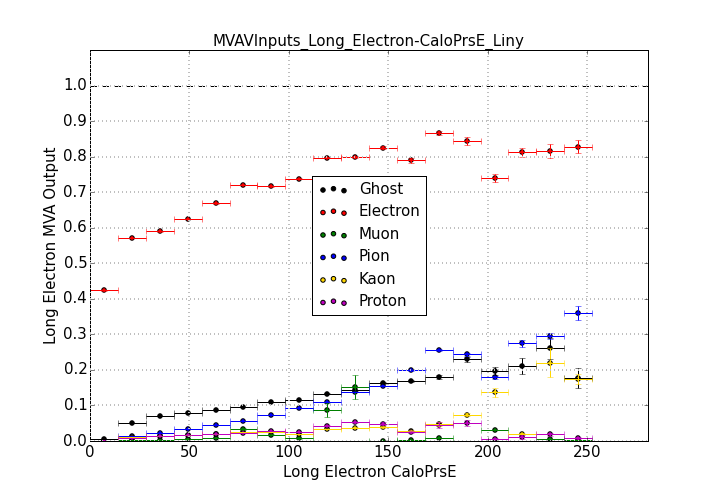 MVAVInputs_Long_Electron-CaloPrsE_Liny
1.0
0.9
0.8
0.7
0.6
0.5
0.4
0.3
0.2
0.1
0.0
Long Electron MVA Output
Ghost
Electron
Muon
Pion
Kaon
Proton
0 50 100 150 200 250
Long Electron CaloPrsE